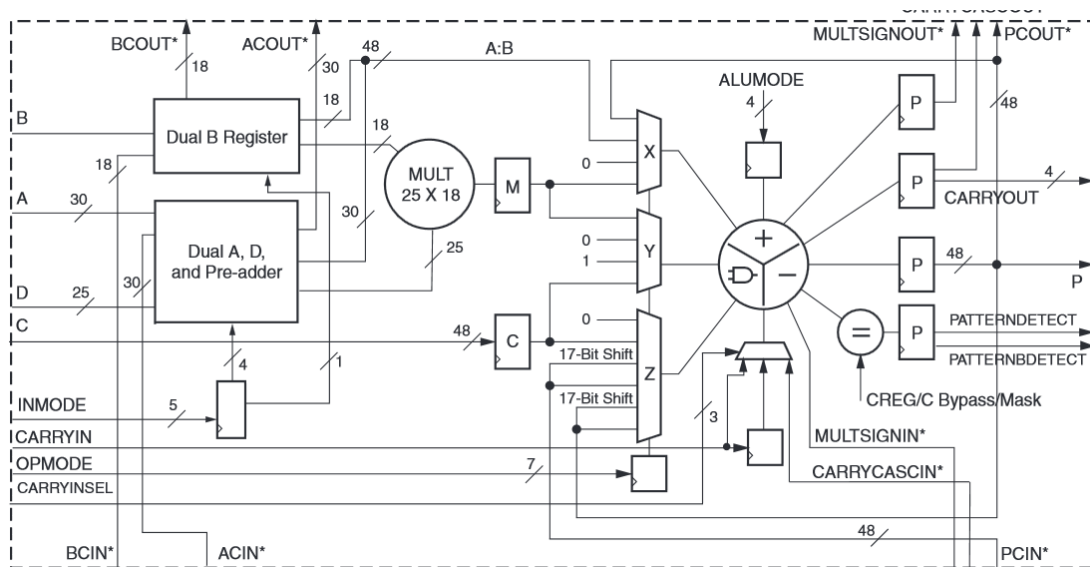 CARRYCASCOUT*
BCOUT*
ACOUT*
MULTSIGNOUT*
PCOUT*
48
A:B
18
30
ALUMODE
4
48
B
18
18
Dual B Register
18
MULT
25 X 18
0
X
M
P
P
4
CARRYOUT
A
30
30
Dual A, D,
and Pre-adder
25
0
1
Y
P
48
P
D
25
30
C
48
C
0
17-Bit Shift
17-Bit Shift
Z
=
P
PATTERNDETECT
PATTERNBDETECT
CREG/C Bypass/Mask
4
1
3
INMODE
5
CARRYIN
MULTSIGNIN*
OPMODE
7
CARRYCASCIN*
CARRYINSEL
48
BCIN*
ACIN*
PCIN*